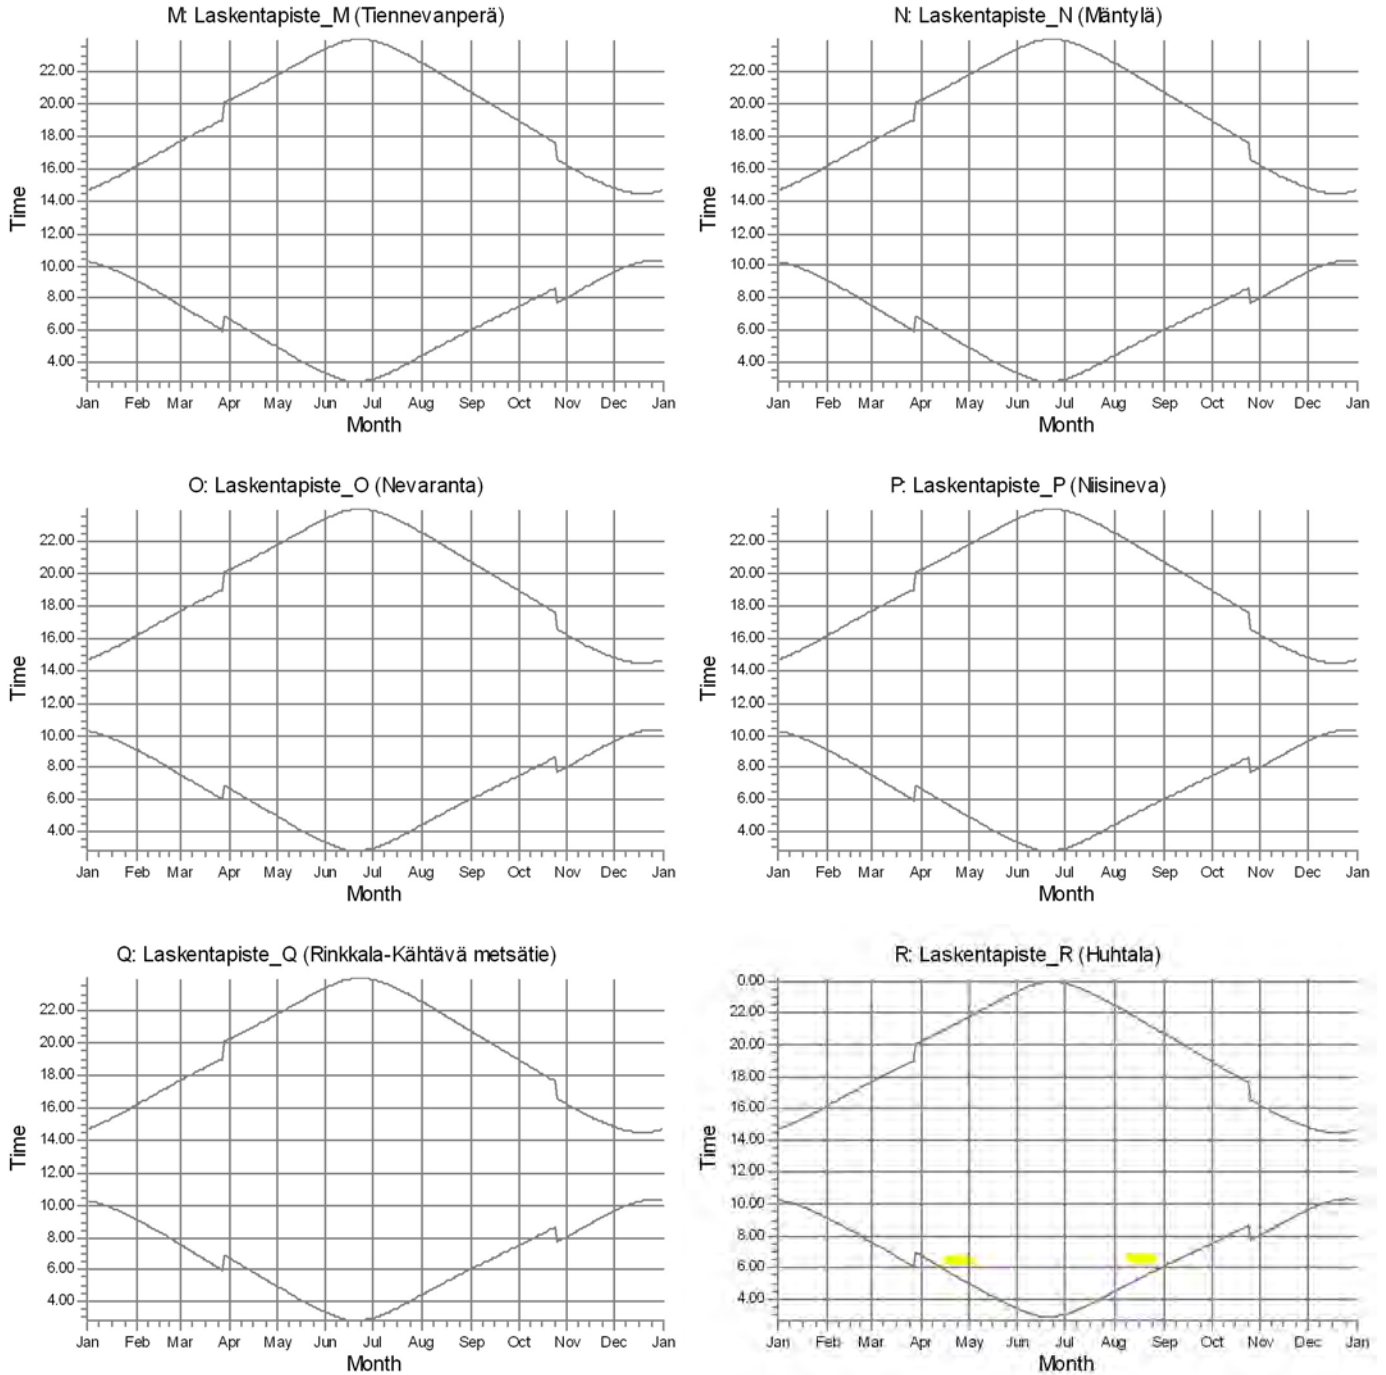 M: Laskentapiste_M (Tiennevanperä)
22.00
20.00
18.00
16.00
14.00
12.00
10.00
8.00
6.00
4.00
Time
Jan Feb Mar Apr May Jun Jul Aug Sep Oct Nov Dec Jan
Month
N: Laskentapiste_N (Mäntylä)
22.00
20.00
18.00
16.00
14.00
12.00
10.00
8.00
6.00
4.00
Time
Jan Feb Mar Apr May Jun Jul Aug Sep Oct Nov Dec Jan
Month
O: Laskentapiste_O (Nevaranta)
22.00
20.00
18.00
16.00
14.00
12.00
10.00
8.00
6.00
4.00
Time
Jan Feb Mar Apr May Jun Jul Aug Sep Oct Nov Dec Jan
Month
P: Laskentapiste_P (Niisineva)
22.00
20.00
18.00
16.00
14.00
12.00
10.00
8.00
6.00
4.00
Time
Jan Feb Mar Apr May Jun Jul Aug Sep Oct Nov Dec Jan
Month
Q: Laskentapiste_Q (Rinkkala-Kähtävä metsätie)
22.00
20.00
18.00
16.00
14.00
12.00
10.00
8.00
6.00
4.00
Time
Jan Feb Mar Apr May Jun Jul Aug Sep Oct Nov Dec Jan
Month
R: Laskentapiste_R (Huhtala)
0.00
22.00
20.00
18.00
16.00
14.00
12.00
10.00
8.00
6.00
4.00
Time
Jan Feb Mar Apr May Jun Jul Aug Sep Oct Nov Dec Jan
Month